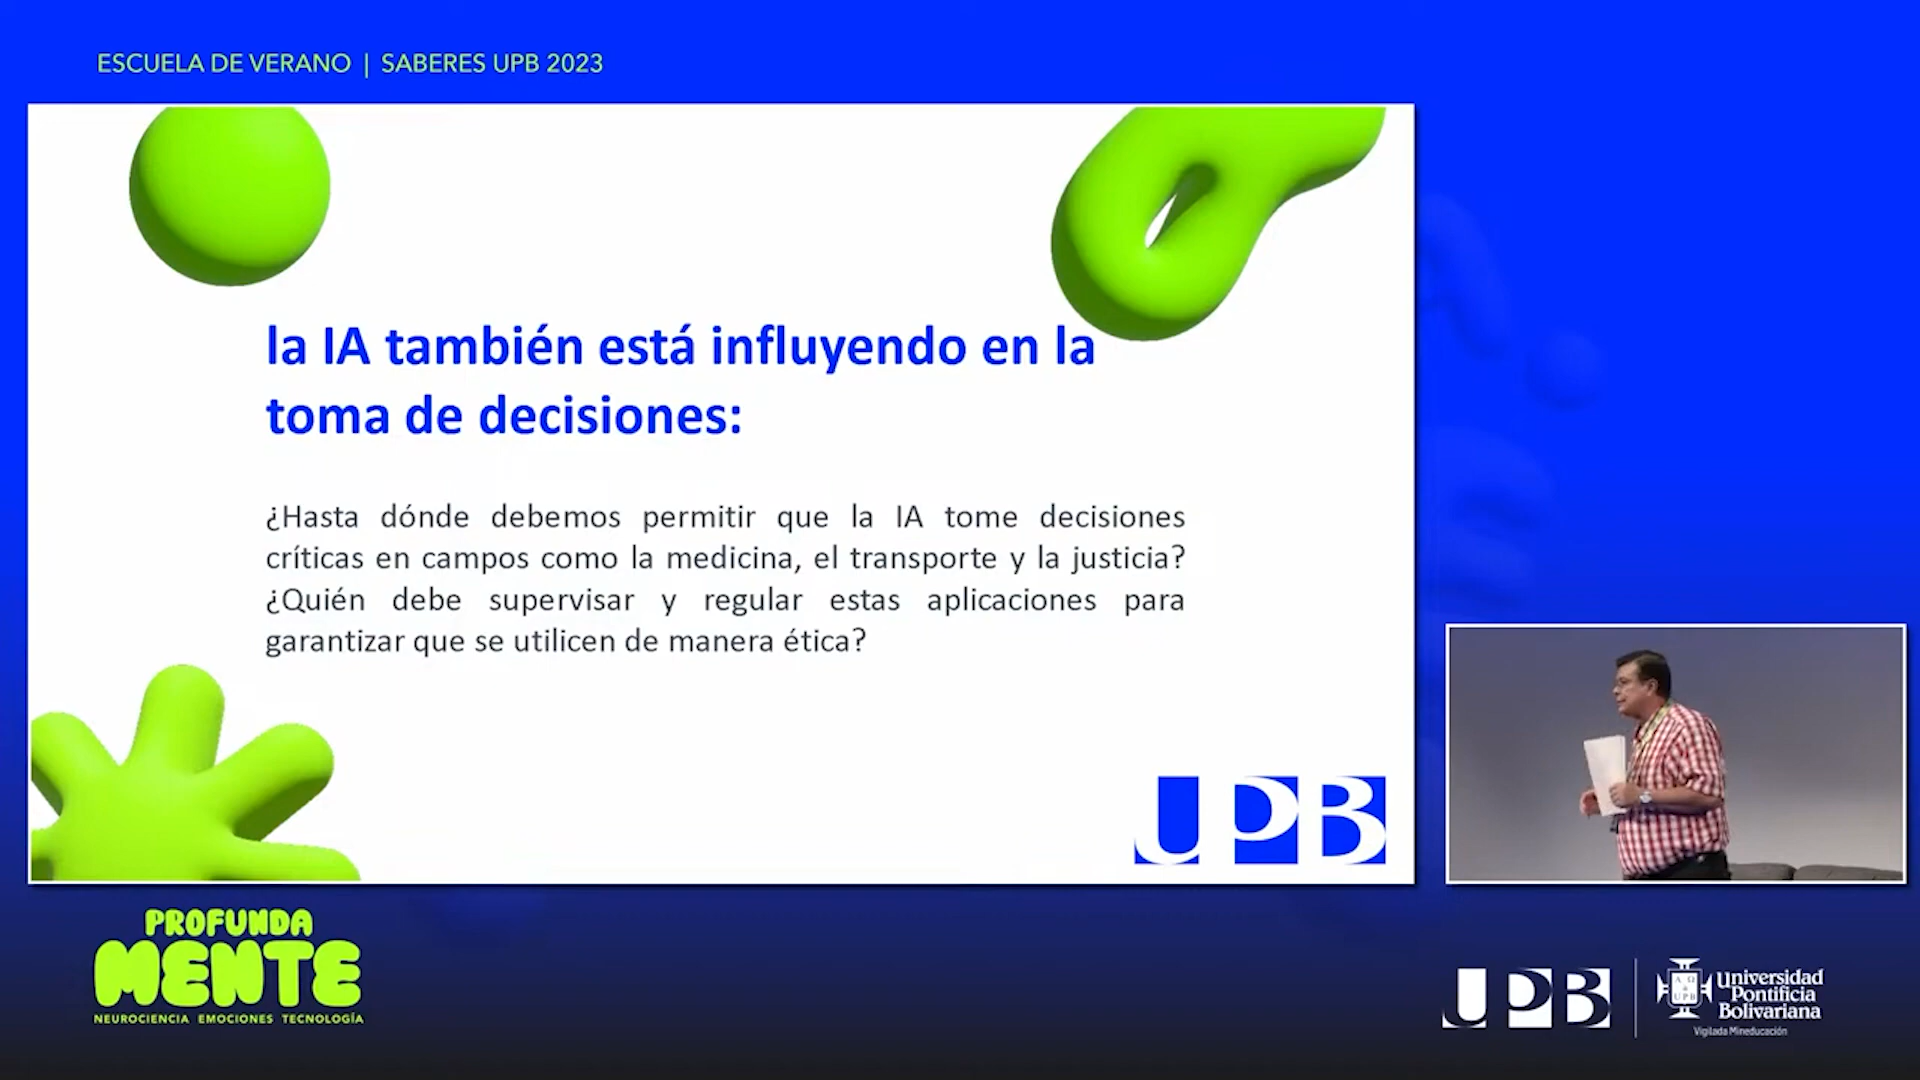 ESCUELA DE VERANO | SABERES UPB 2023
la IA también está influyendo en la
toma de decisiones:
¿Hasta dónde debemos permitir que la IA tome decisiones
críticas en campos como la medicina, el transporte y la justicia?
¿Quién debe supervisar y regular estas aplicaciones para
garantizar que se utilicen de manera ética?
UPB
PROFUNDA
MENTE
NEUROCIENCIA EMOCIONES TECNOLOGÍA
UPB
Universidad
Pontificia
Bolivariana
Vigilada Mineducación